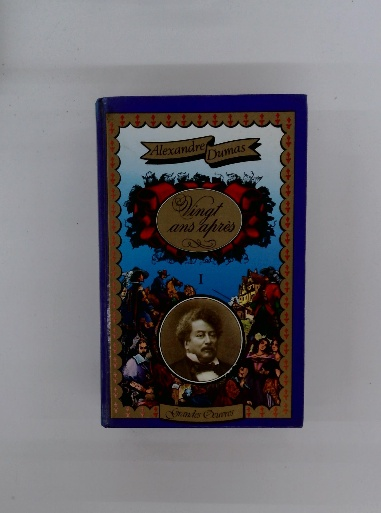 Alexandre
Dumas
Vingt
ans après
I
Grandes Œuvres